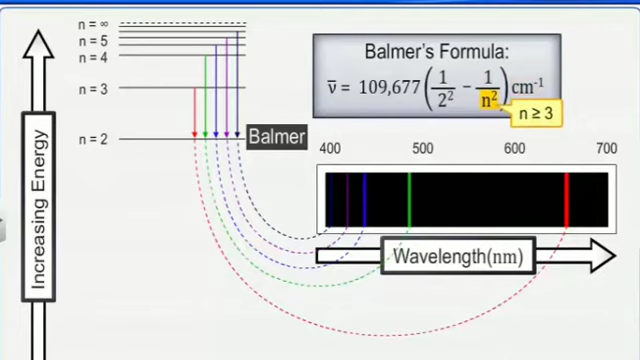 n = ∞
n = 5
n = 4
n = 3
n = 2
Balmer
Increasing Energy
Balmer's Formula:
ν̅ = 109,677 (1/2² − 1/n²) cm⁻¹
n ≥ 3
400 500 600 700
Wavelength(nm)